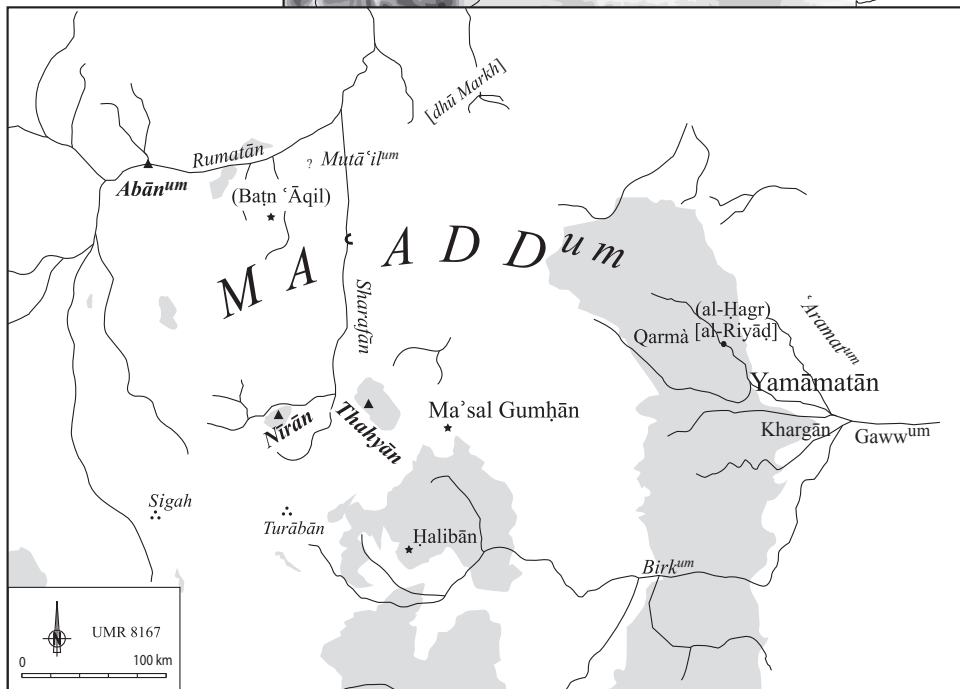 [dhū Markh]
Rumatān
? Mutāʿilᵘᵐ
Abānᵘᵐ
(Baṭn ʿĀqil)
MAʿADDᵘᵐ
Sharafān
ʿAramatᵘᵐ
(al-Ḥagr)
Qarmà [al-Riyāḍ]
Yamāmatān
Nīrān
Thahyān
Maʾsal Gumḥān
Khargān
Gawwᵘᵐ
Sigah
Turābān
Ḥalibān
Birkᵘᵐ
N
UMR 8167
0 100 km